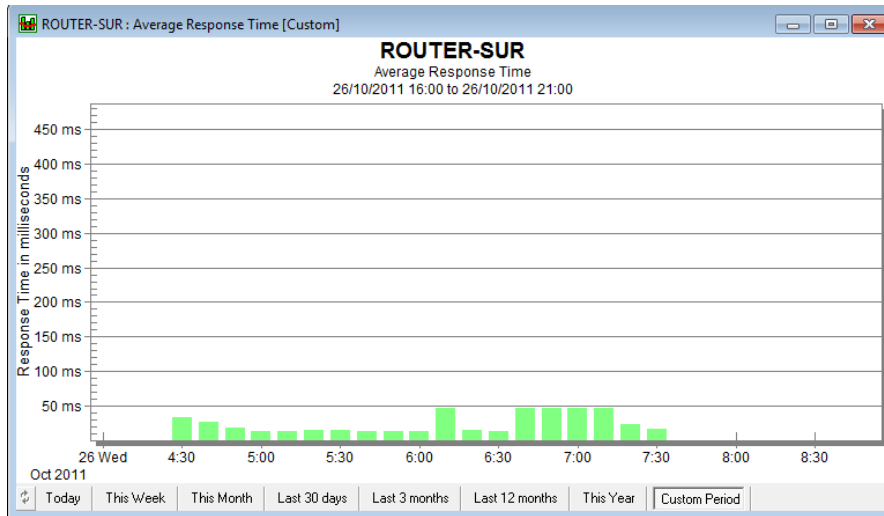 ROUTER-SUR : Average Response Time [Custom]
ROUTER-SUR
Average Response Time
26/10/2011 16:00 to 26/10/2011 21:00
Response Time in milliseconds
450 ms
400 ms
350 ms
300 ms
250 ms
200 ms
150 ms
100 ms
50 ms
26 Wed 4:30 5:00 5:30 6:00 6:30 7:00 7:30 8:00 8:30
Oct 2011
Today This Week This Month Last 30 days Last 3 months Last 12 months This Year Custom Period